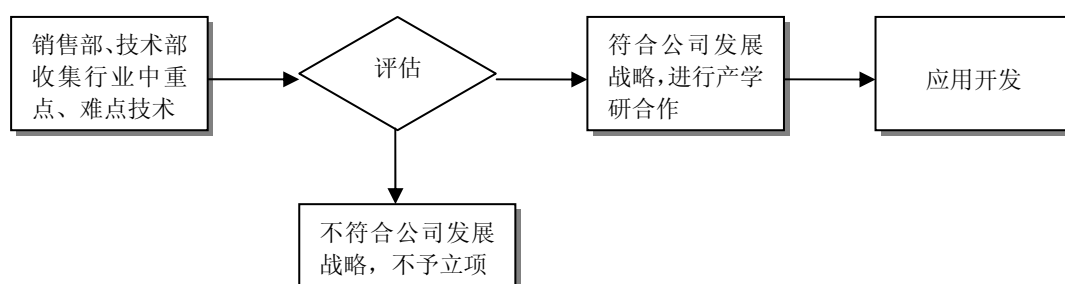 销售部、技术部
收集行业中重
点、难点技术
评估
符合公司发展
战略,进行产学
研合作
应用开发
不符合公司发展
战略，不予立项